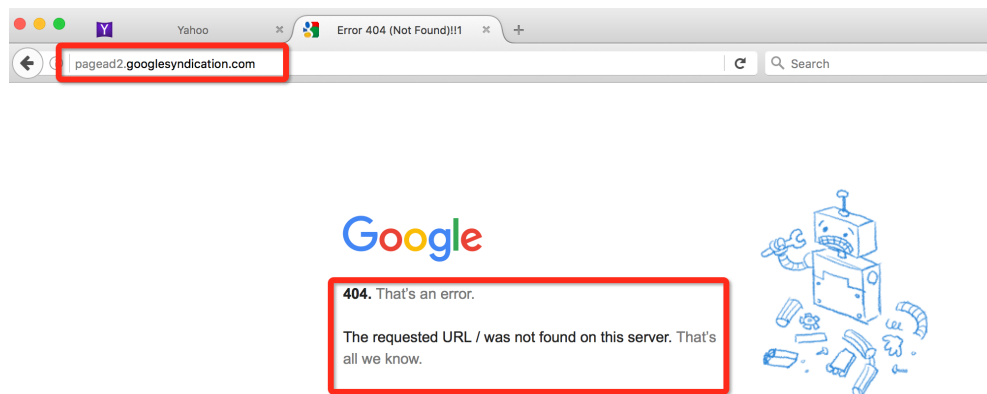 Yahoo
Error 404 (Not Found)!!1
pagead2.googlesyndication.com
Search
Google
404. That's an error.
The requested URL / was not found on this server. That's
all we know.